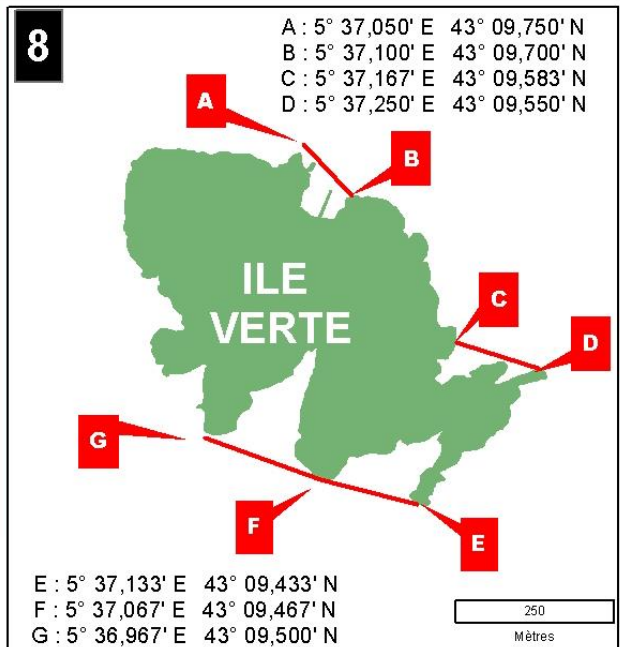 8
A : 5° 37,050' E 43° 09,750' N
B : 5° 37,100' E 43° 09,700' N
C : 5° 37,167' E 43° 09,583' N
D : 5° 37,250' E 43° 09,550' N
A
B
ILE
VERTE
C
D
G
F
E
E : 5° 37,133' E 43° 09,433' N
F : 5° 37,067' E 43° 09,467' N
G : 5° 36,967' E 43° 09,500' N
250
Mètres